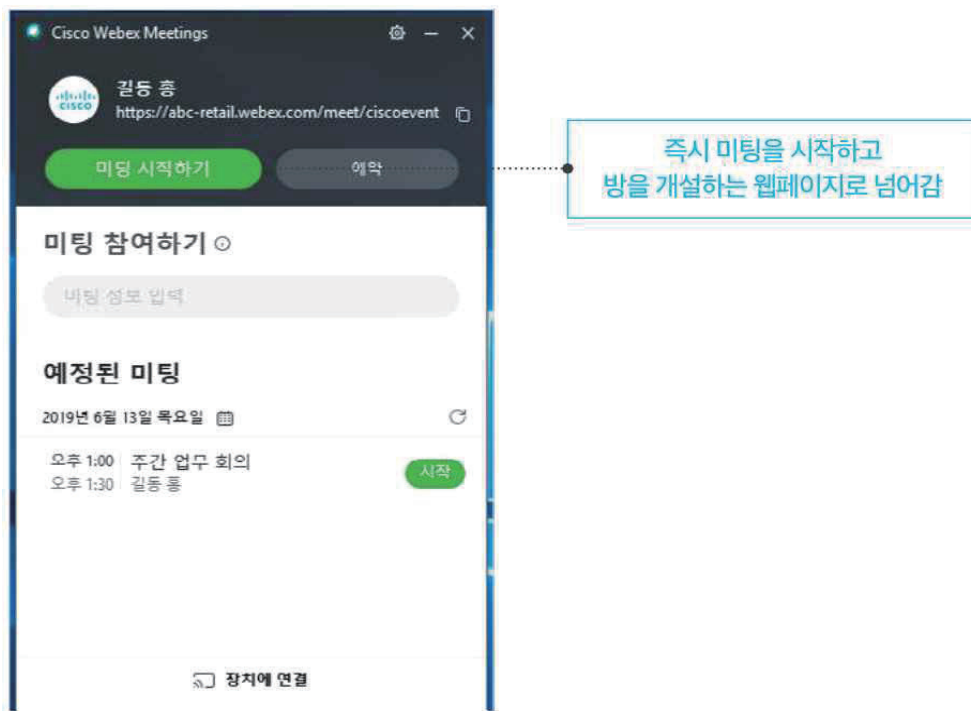 Cisco Webex Meetings
CISCO
길동 홍
https://abc-retail.webex.com/meet/ciscoevent
미팅 시작하기
예약
즉시 미팅을 시작하고
방을 개설하는 웹페이지로 넘어감
미팅 참여하기
미팅 정보 입력
예정된 미팅
2019년 6월 13일 목요일
오후 1:00 주간 업무 회의
시작
오후 1:30 길동 홍
장치에 연결